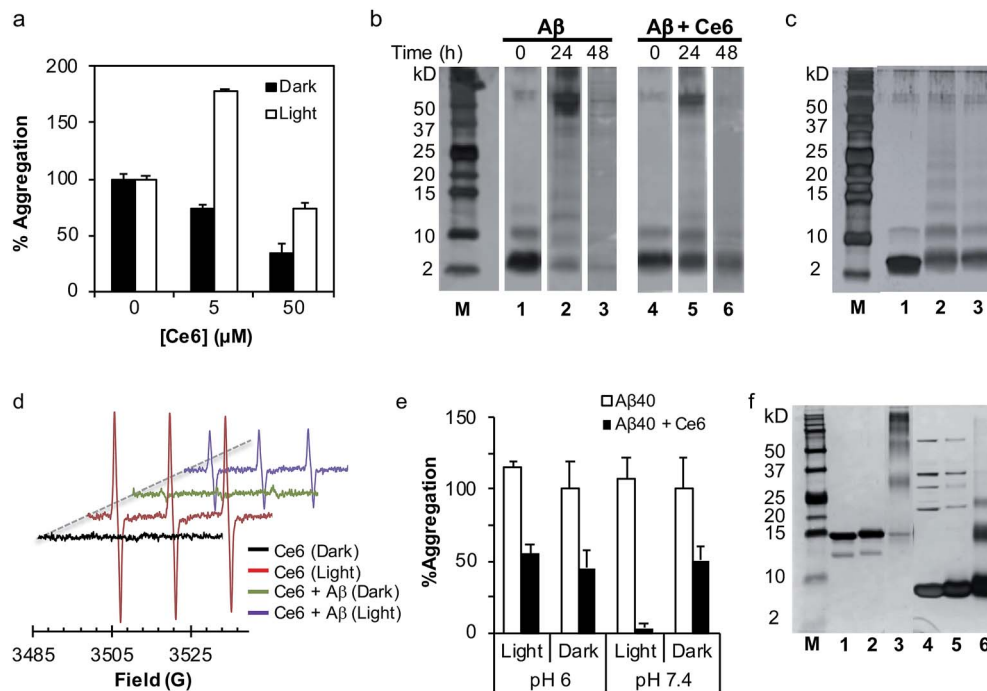 a
200
150
100
50
0
% Aggregation
Dark
Light
0 5 50
[Ce6] (µM)
b
Aβ Aβ + Ce6
Time (h) 0 24 48 0 24 48
kD
50
37
25
20
15
10
2
M 1 2 3 4 5 6
c
kD
50
37
25
20
15
10
2
M 1 2 3
d
Ce6 (Dark)
Ce6 (Light)
Ce6 + Aβ (Dark)
Ce6 + Aβ (Light)
3485 3505 3525
Field (G)
e
Aβ40
Aβ40 + Ce6
150
100
50
0
%Aggregation
Light Dark Light Dark
pH 6 pH 7.4
f
kD
50
37
25
20
15
10
2
M 1 2 3 4 5 6